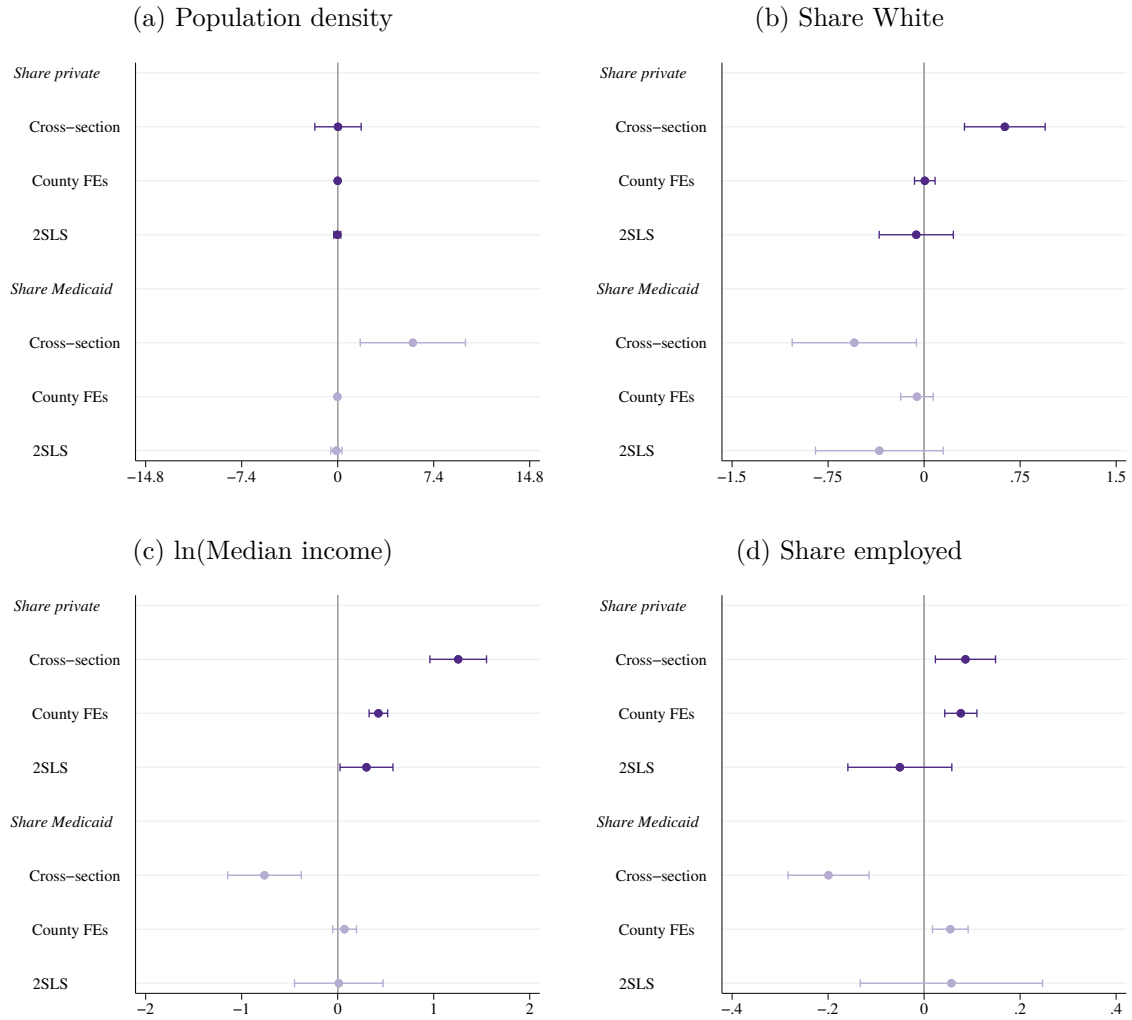 (a) Population density
Share private
Cross−section
County FEs
2SLS
Share Medicaid
Cross−section
County FEs
2SLS
−14.8 −7.4 0 7.4 14.8
(b) Share White
Share private
Cross−section
County FEs
2SLS
Share Medicaid
Cross−section
County FEs
2SLS
−1.5 −.75 0 .75 1.5
(c) ln(Median income)
Share private
Cross−section
County FEs
2SLS
Share Medicaid
Cross−section
County FEs
2SLS
−2 −1 0 1 2
(d) Share employed
Share private
Cross−section
County FEs
2SLS
Share Medicaid
Cross−section
County FEs
2SLS
−.4 −.2 0 .2 .4